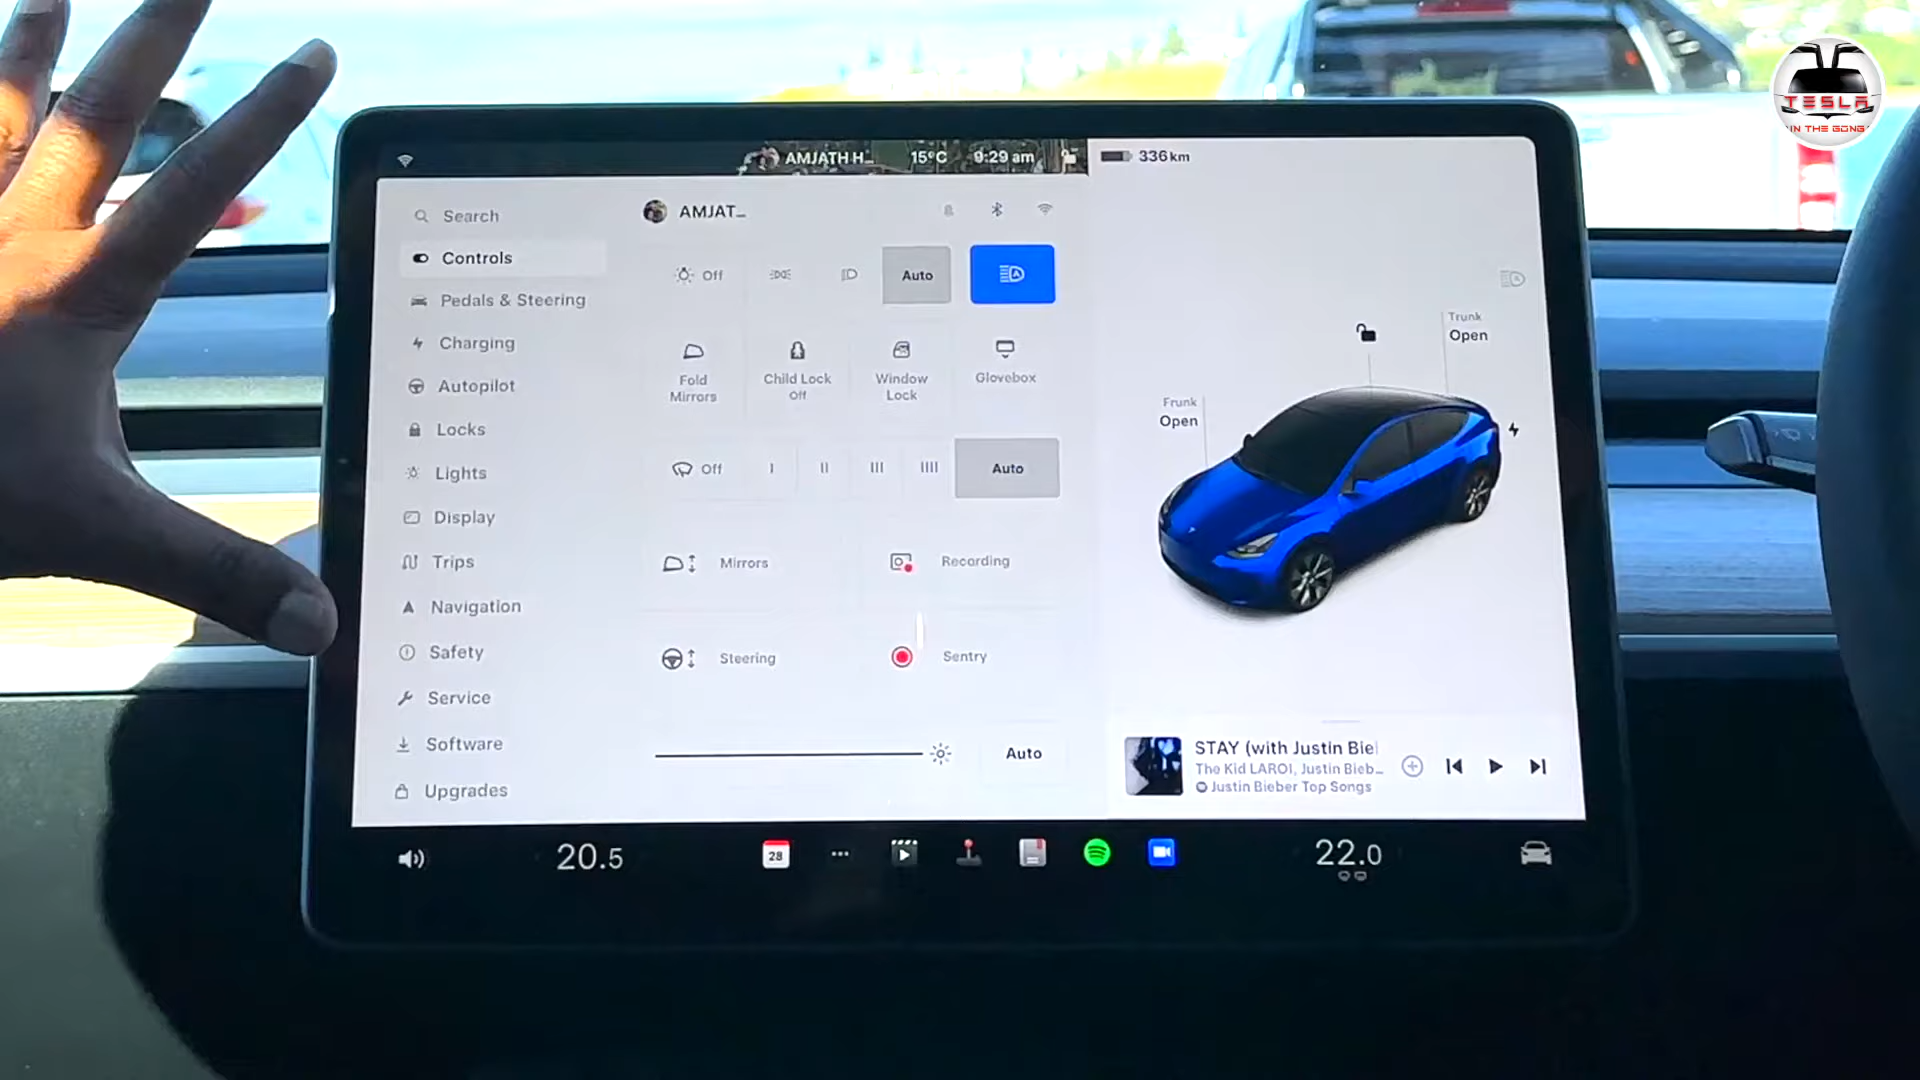 TESLA
IN THE GONG
AMJATH H_ 15°C 9:29 am
336 km
Search
Controls
Pedals & Steering
Charging
Autopilot
Locks
Lights
Display
Trips
Navigation
Safety
Service
Software
Upgrades
AMJAT_
Off
Auto
A
Fold
Mirrors
Child Lock
Off
Window
Lock
Glovebox
Off I II III IIII Auto
Mirrors
Recording
Steering
Sentry
Auto
Trunk
Open
Frunk
Open
STAY (with Justin Bie
The Kid LAROI, Justin Bieb...
Justin Bieber Top Songs
20.5
28
22.0